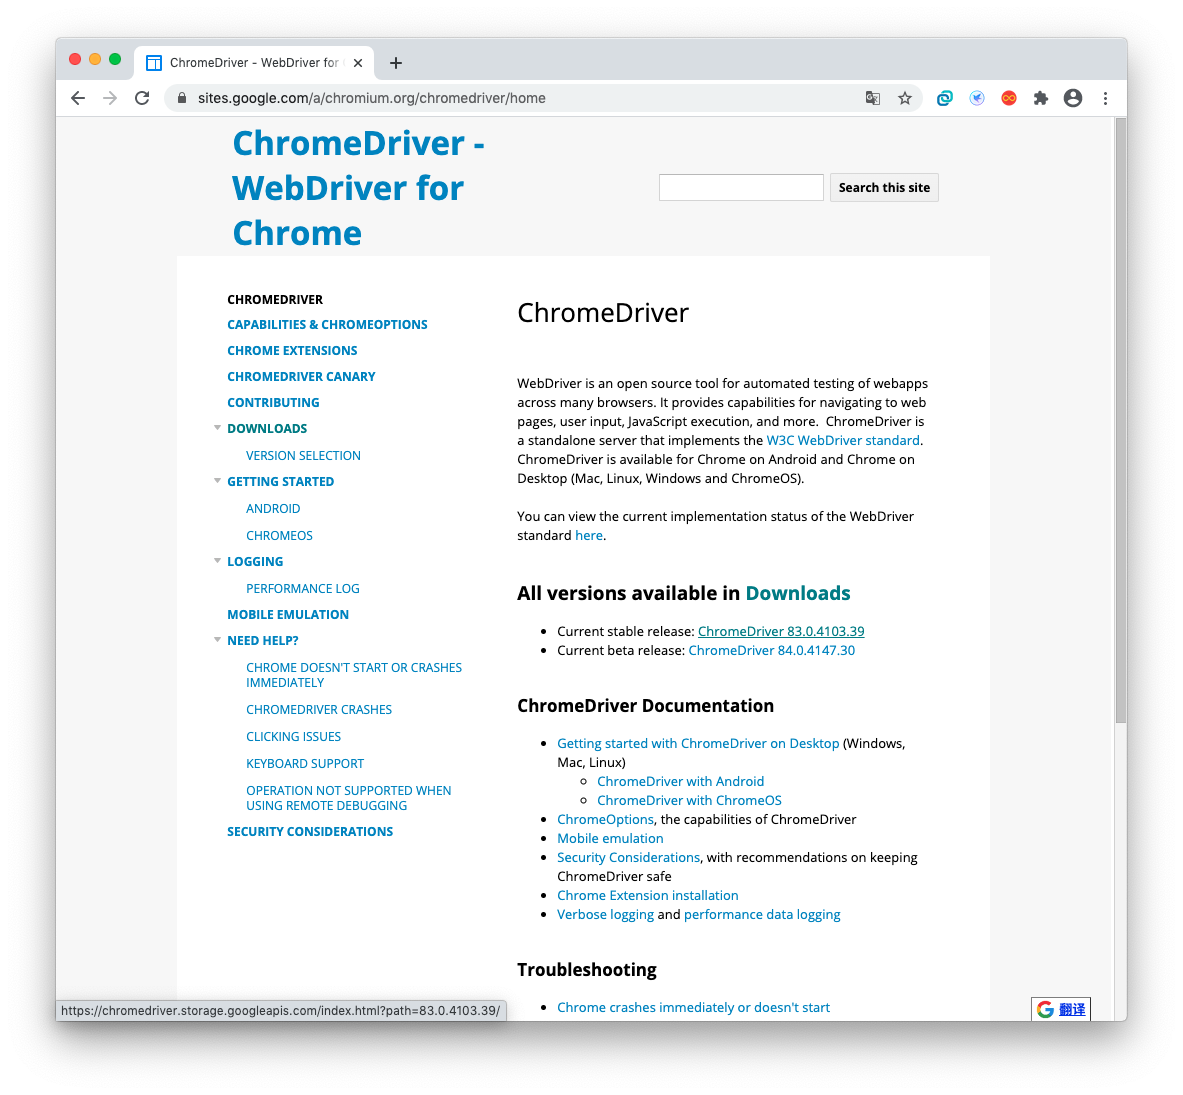 ChromeDriver - WebDriver for
sites.google.com/a/chromium.org/chromedriver/home
ChromeDriver -
WebDriver for
Chrome
Search this site
CHROMEDRIVER
CAPABILITIES & CHROMEOPTIONS
CHROME EXTENSIONS
CHROMEDRIVER CANARY
CONTRIBUTING
DOWNLOADS
VERSION SELECTION
GETTING STARTED
ANDROID
CHROMEOS
LOGGING
PERFORMANCE LOG
MOBILE EMULATION
NEED HELP?
CHROME DOESN'T START OR CRASHES
IMMEDIATELY
CHROMEDRIVER CRASHES
CLICKING ISSUES
KEYBOARD SUPPORT
OPERATION NOT SUPPORTED WHEN
USING REMOTE DEBUGGING
SECURITY CONSIDERATIONS
ChromeDriver
WebDriver is an open source tool for automated testing of webapps
across many browsers. It provides capabilities for navigating to web
pages, user input, JavaScript execution, and more.  ChromeDriver is
a standalone server that implements the W3C WebDriver standard.
ChromeDriver is available for Chrome on Android and Chrome on
Desktop (Mac, Linux, Windows and ChromeOS).
You can view the current implementation status of the WebDriver
standard here.
All versions available in Downloads
Current stable release: ChromeDriver 83.0.4103.39
Current beta release: ChromeDriver 84.0.4147.30
ChromeDriver Documentation
Getting started with ChromeDriver on Desktop (Windows,
Mac, Linux)
ChromeDriver with Android
ChromeDriver with ChromeOS
ChromeOptions, the capabilities of ChromeDriver
Mobile emulation
Security Considerations, with recommendations on keeping
ChromeDriver safe
Chrome Extension installation
Verbose logging and performance data logging
Troubleshooting
Chrome crashes immediately or doesn't start
https://chromedriver.storage.googleapis.com/index.html?path=83.0.4103.39/
翻译